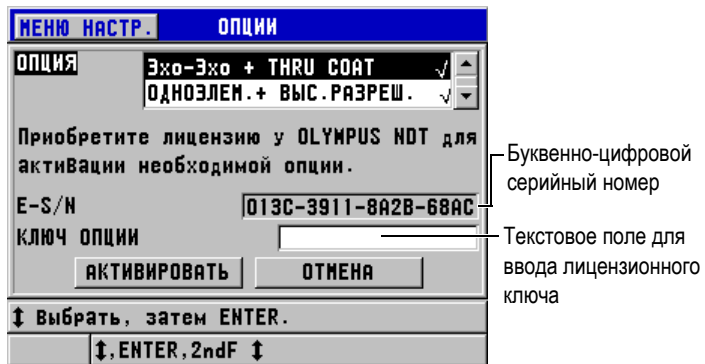 МЕНЮ НАСТР. ОПЦИИ
ОПЦИЯ
Эхо-Эхо + THRU COAT √
ОДНОЭЛЕМ.+ ВЫС.РАЗРЕШ. √
Приобретите лицензию у OLYMPUS NDT для
активации необходимой опции.
E-S/N 013C-3911-8A2B-68AC
КЛЮЧ ОПЦИИ
АКТИВИРОВАТЬ ОТМЕНА
↕ Выбрать, затем ENTER.
↕,ENTER,2ndF ↕
Буквенно-цифровой
серийный номер
Текстовое поле для
ввода лицензионного
ключа